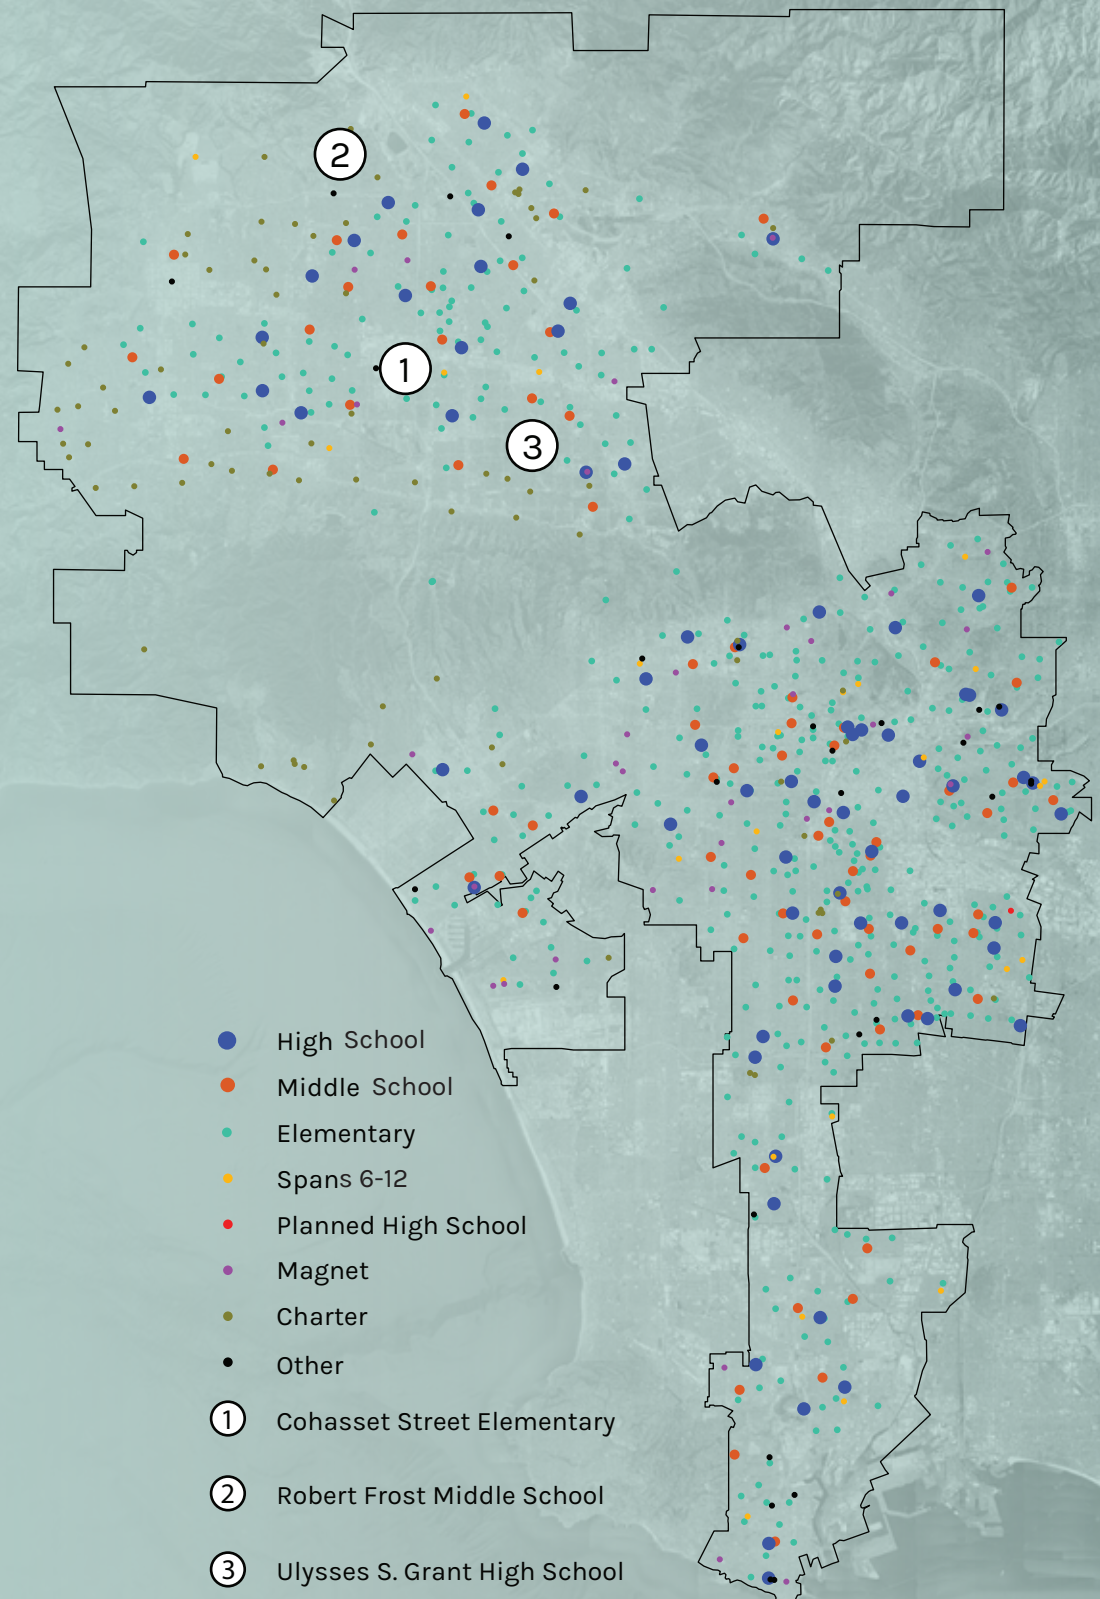 2
1
3
High School
Middle School
Elementary
Spans 6-12
Planned High School
Magnet
Charter
Other
1 Cohasset Street Elementary
2 Robert Frost Middle School
3 Ulysses S. Grant High School